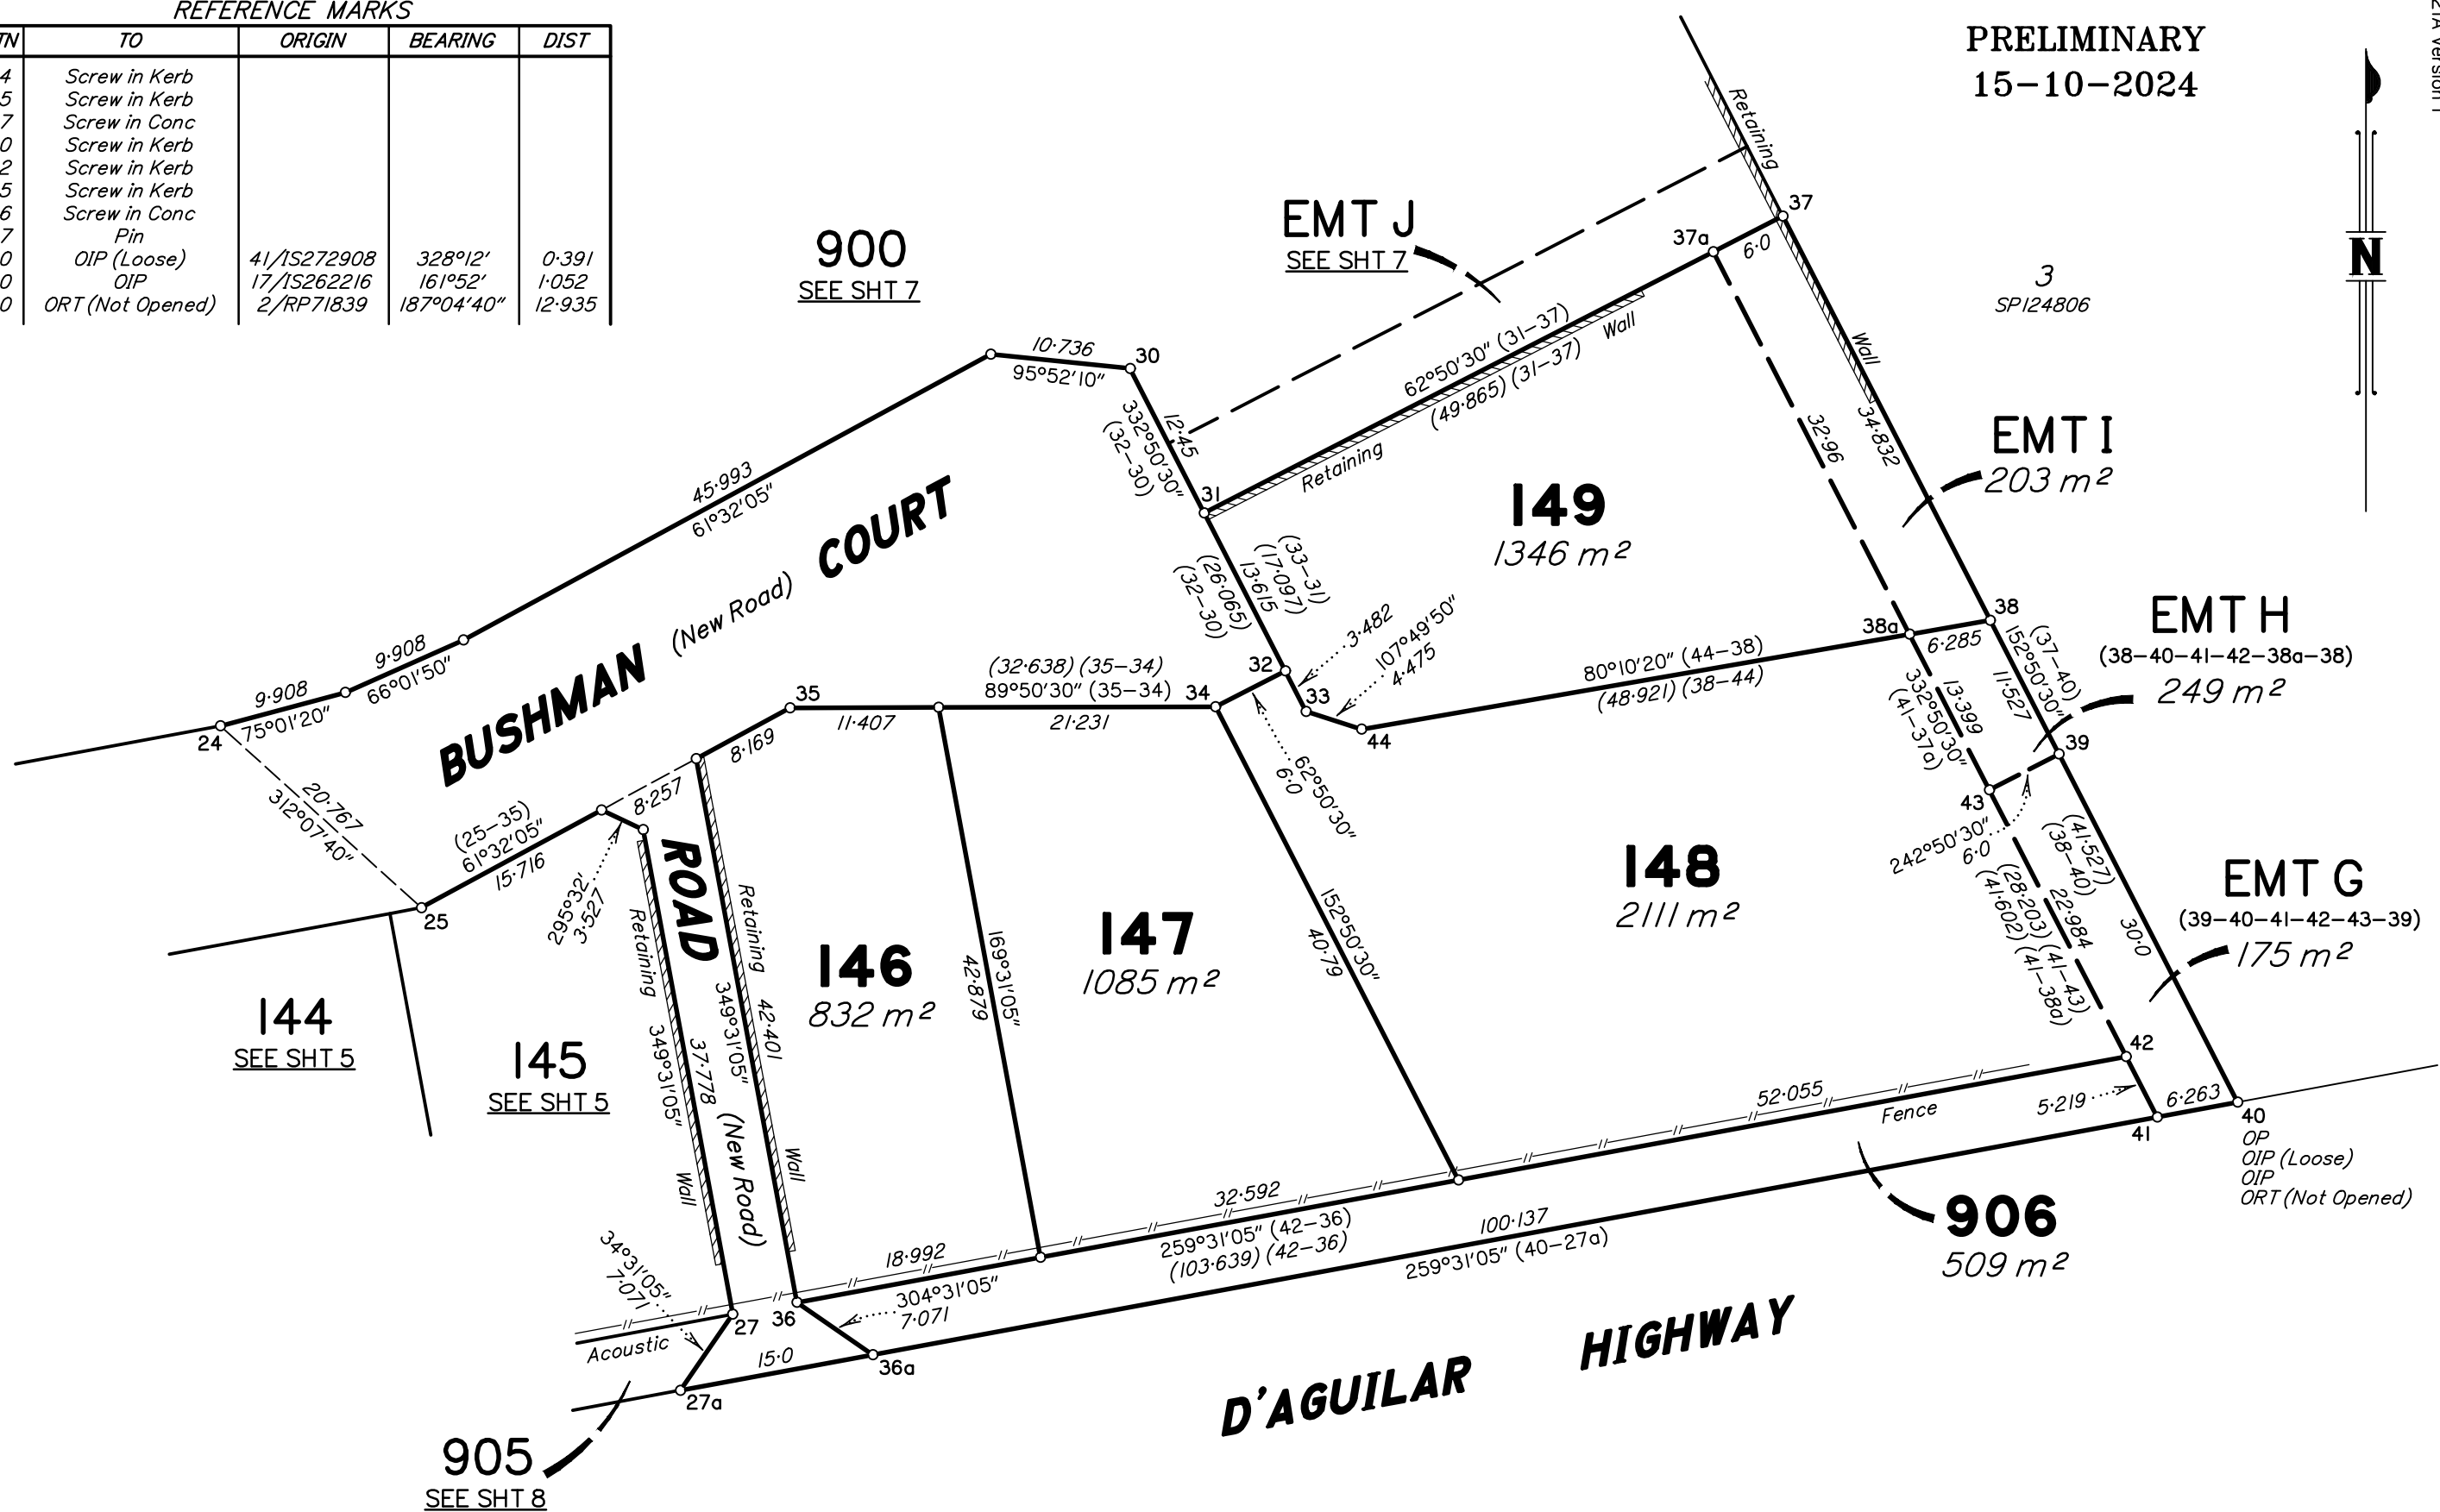 REFERENCE MARKS
TN TO ORIGIN BEARING DIST
4 Screw in Kerb
5 Screw in Kerb
7 Screw in Conc
0 Screw in Kerb
2 Screw in Kerb
5 Screw in Kerb
6 Screw in Conc
7 Pin
0 OIP (Loose) 41/IS272908 328°12' 0·391
0 OIP 17/IS262216 161°52' 1·052
0 ORT (Not Opened) 2/RP71839 187°04'40" 12·935
PRELIMINARY
15-10-2024
21A Version 1
N
3
SP124806
900
SEE SHT 7
EMT J
SEE SHT 7
Retaining
Wall
37
37a
6·0
62°50'30" (31-37)
(49·865) (31-37)
Retaining
Wall
10·736
95°52'10"
30
12·45
332°50'30"
(32-30)
31
45·993
61°32'05"
32·96
34·832
EMT I
203 m²
149
1346 m²
(33-31)
(17·097)
13·615
(26·065)
(32-30)
3·482
107°49'50"
4·475
BUSHMAN (New Road) COURT
9·908
66°01'50"
9·908
75°01'20"
24
20·767
312°07'40"
25
(25-35)
61°32'05"
15·716
8·257
8·169
35
11·407
(32·638) (35-34)
89°50'30" (35-34)
21·231
34
32
33
44
62°50'30"
6·0
80°10'20" (44-38)
(48·921) (38-44)
38a
6·285
38
EMT H
(38-40-41-42-38a-38)
249 m²
(37-40)
152°50'30"
11·527
13·399
332°50'30"
(41-37a)
39
43
242°50'30"
6·0
(41·527)
(38-40)
30·0
22·984
(28·203) (41-43)
(41·602) (41-38a)
EMT G
(39-40-41-42-43-39)
175 m²
148
2111 m²
152°50'30"
40·79
147
1085 m²
169°31'05"
42·879
146
832 m²
Retaining
Wall
42·401
349°31'05"
ROAD
(New Road)
37·778
349°31'05"
Retaining
Wall
295°32'
3·527
144
SEE SHT 5
145
SEE SHT 5
42
5·219
6·263
41
40
OP
OIP (Loose)
OIP
ORT (Not Opened)
52·055
Fence
906
509 m²
32·592
259°31'05" (42-36)
(103·639) (42-36)
100·137
259°31'05" (40-27a)
18·992
304°31'05"
7·071
36
36a
27
34°31'05"
7·071
15·0
27a
Acoustic
D'AGUILAR HIGHWAY
905
SEE SHT 8